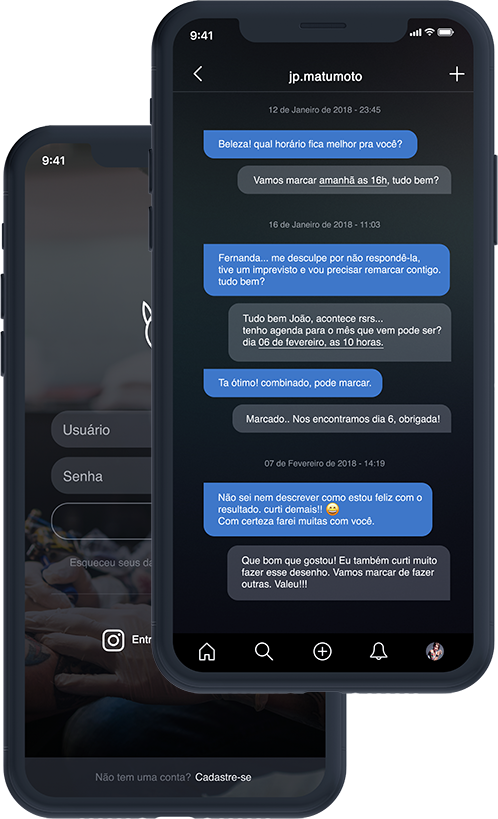 9:41
jp.matumoto
12 de Janeiro de 2018 - 23:45
Beleza! qual horário fica melhor pra você?
Vamos marcar amanhã as 16h, tudo bem?
16 de Janeiro de 2018 - 11:03
Fernanda... me desculpe por não respondê-la,
tive um imprevisto e vou precisar remarcar contigo.
tudo bem?
Tudo bem João, acontece rsrs...
tenho agenda para o mês que vem pode ser?
dia 06 de fevereiro, as 10 horas.
Ta ótimo! combinado, pode marcar.
Marcado.. Nos encontramos dia 6, obrigada!
07 de Fevereiro de 2018 - 14:19
Não sei nem descrever como estou feliz com o
resultado. curti demais!! 😀
Com certeza farei muitas com você.
Que bom que gostou! Eu também curti muito
fazer esse desenho. Vamos marcar de fazer
outras. Valeu!!!
9:41
Usuário
Senha
Esqueceu seus da
Entr
Não tem uma conta? Cadastre-se